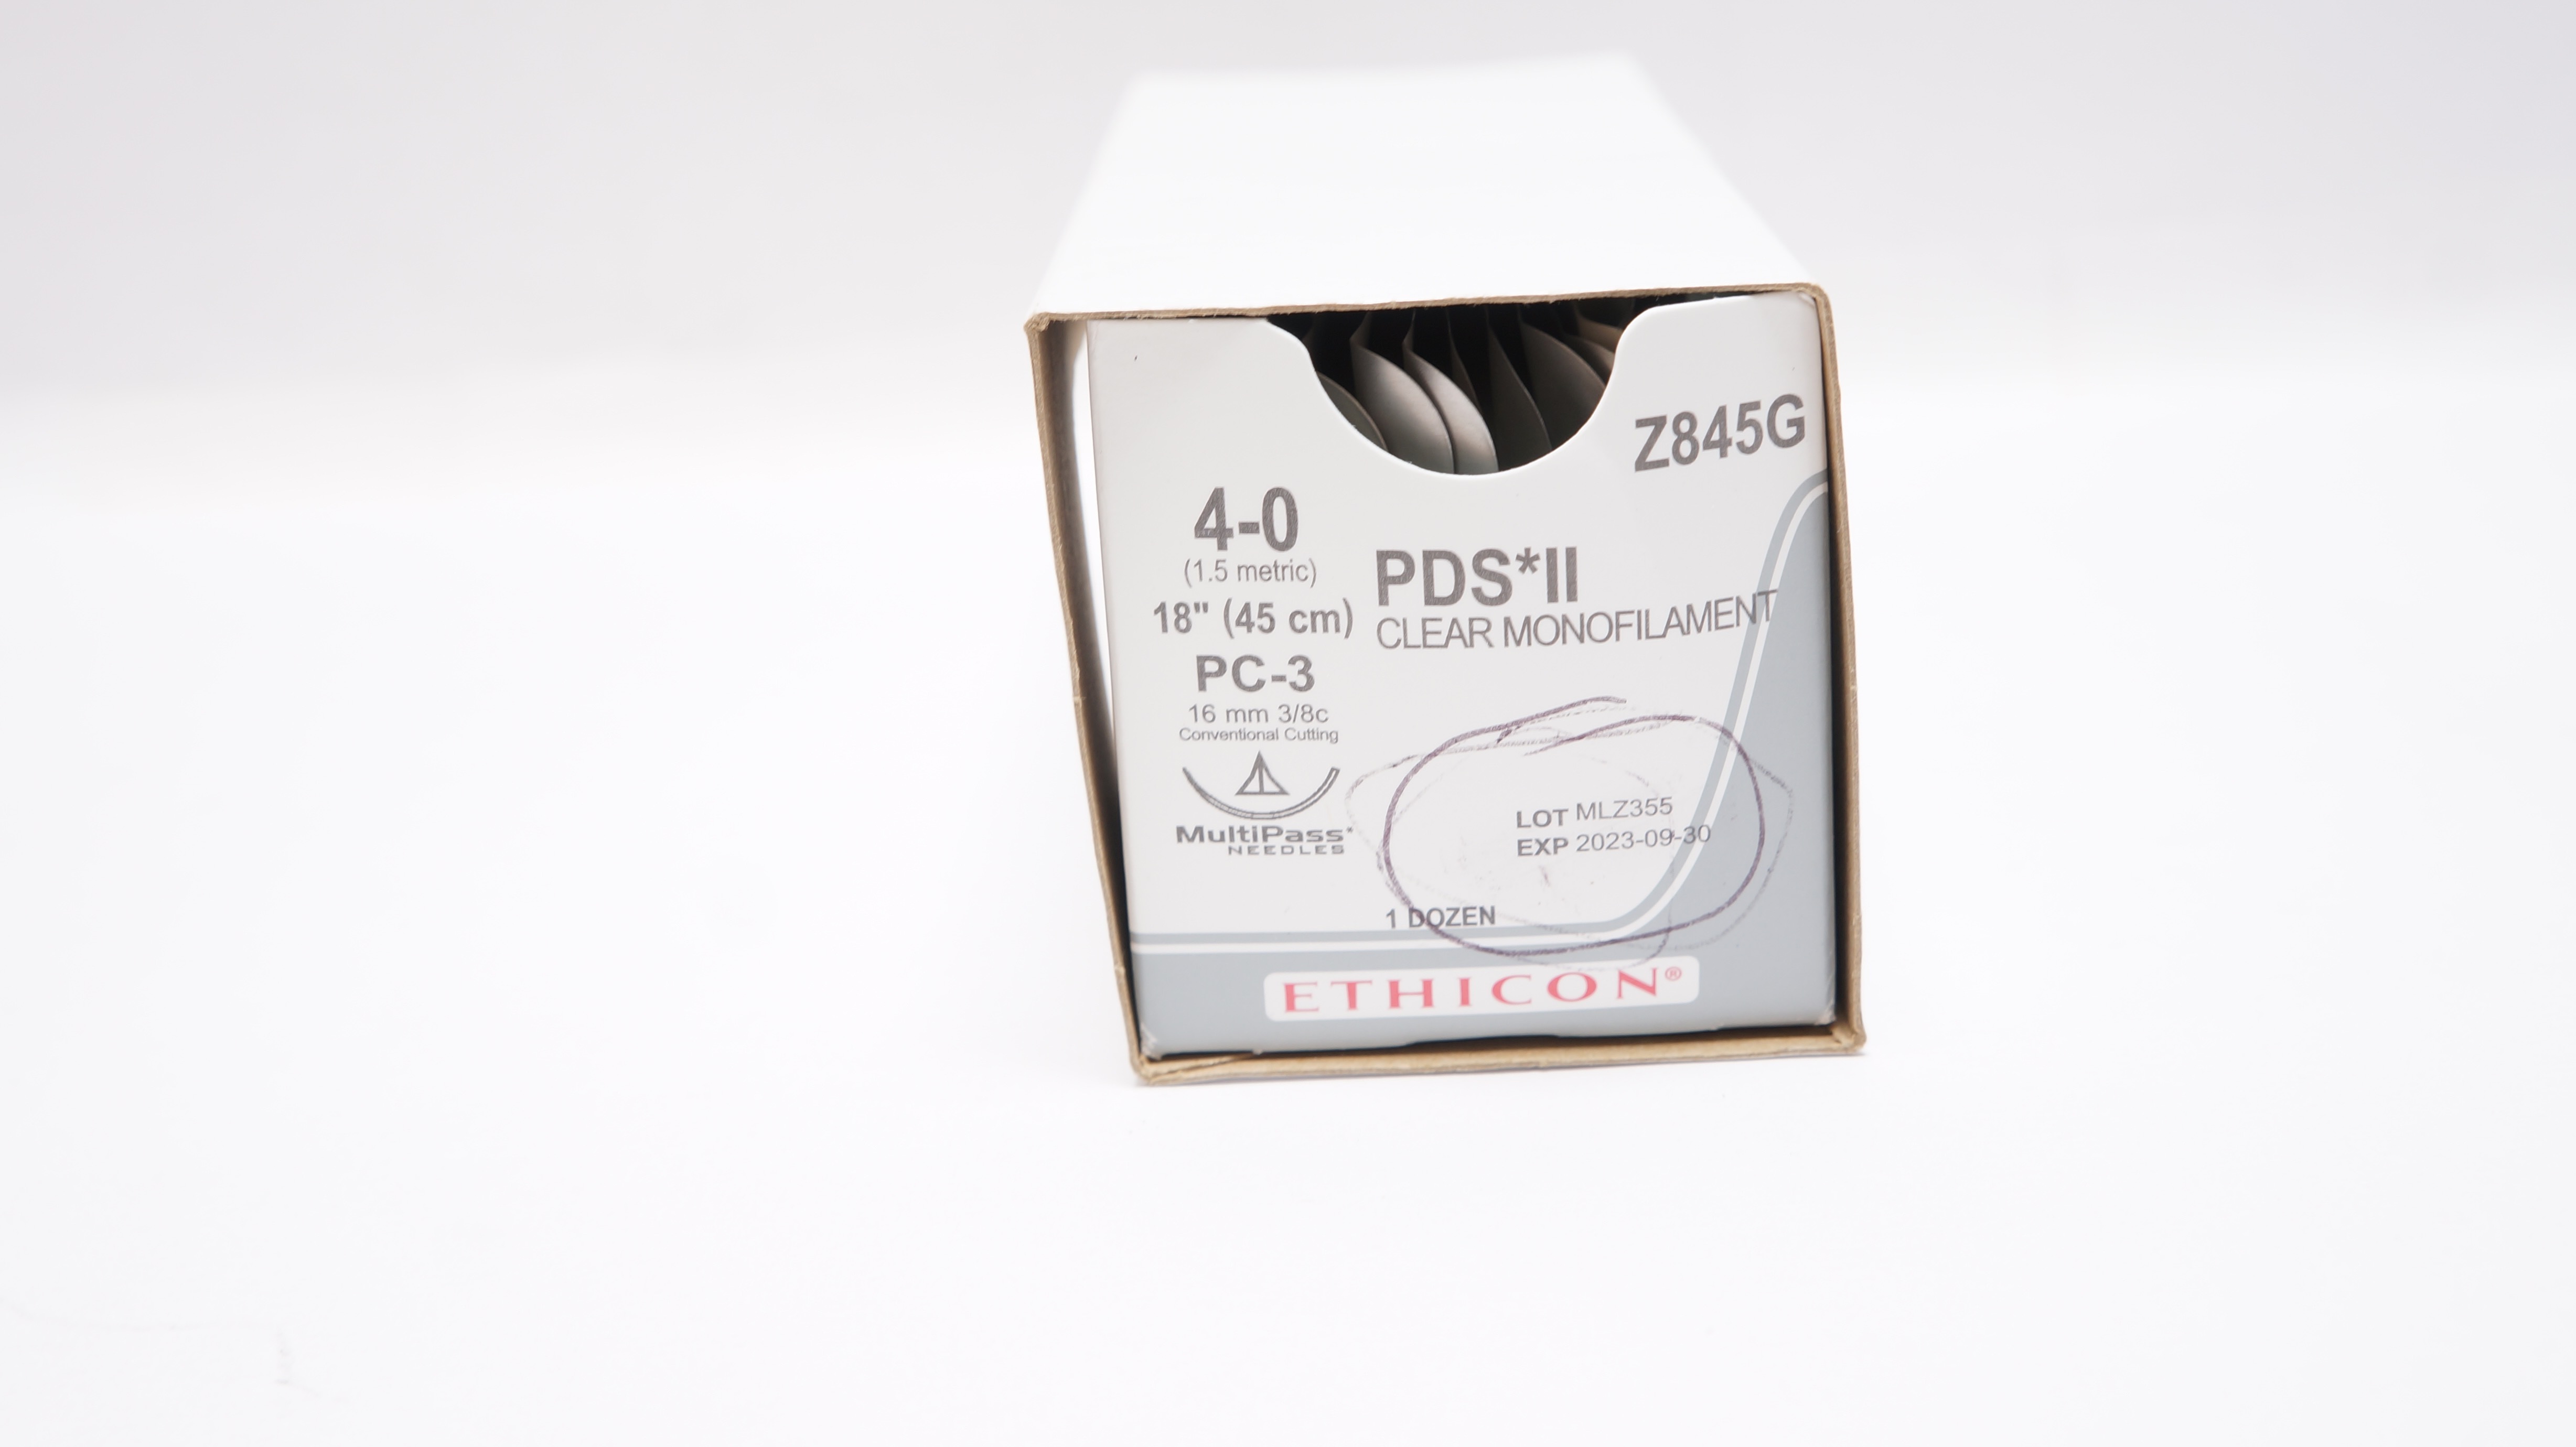 Z845G
4-0
(1.5 metric)
18" (45 cm)
PC-3
16 mm 3/8c
Conventional Cutting
MultiPass*
NEEDLES
PDS*II
CLEAR MONOFILAMENT
LOT MLZ355
EXP 2023-09-30
1 DOZEN
ETHICON®